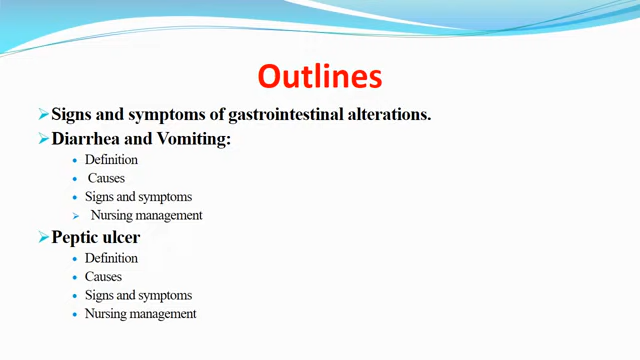 Outlines
Signs and symptoms of gastrointestinal alterations.
Diarrhea and Vomiting:
Definition
Causes
Signs and symptoms
Nursing management
Peptic ulcer
Definition
Causes
Signs and symptoms
Nursing management